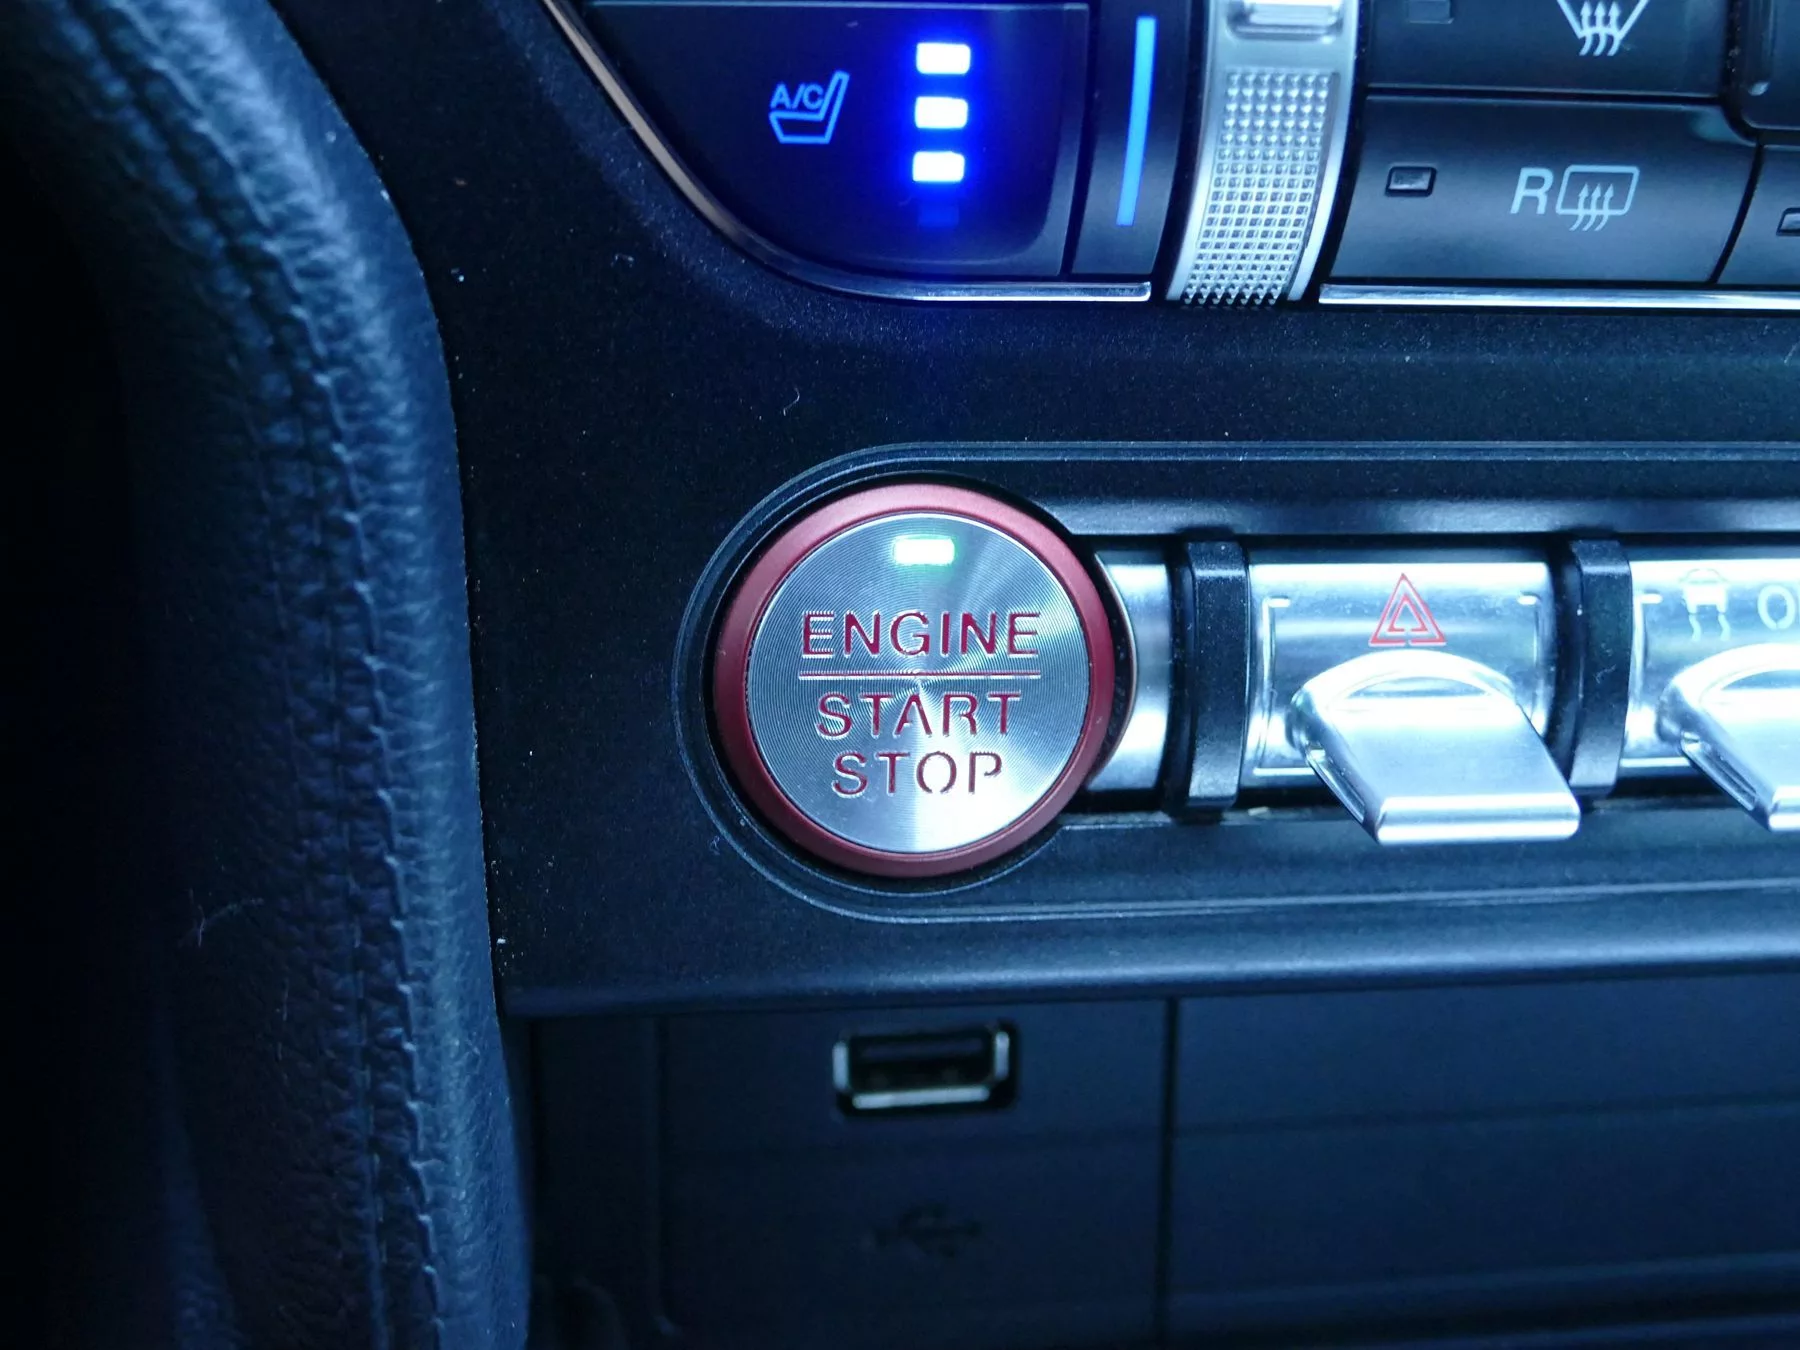 A/C
R
ENGINE
START
STOP
O